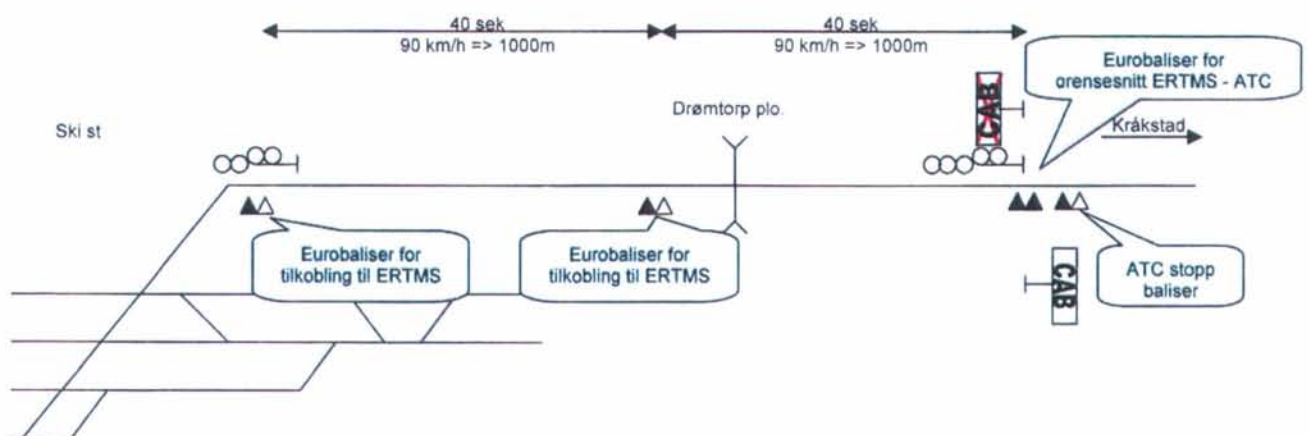 40 sek
90 km/h => 1000m
40 sek
90 km/h => 1000m
Eurobaliser for
grensesnitt ERTMS - ATC
CAB
Drømtorp plo.
Ski st
Kråkstad
Eurobaliser for
tilkobling til ERTMS
Eurobaliser for
tilkobling til ERTMS
CAB
ATC stopp
baliser